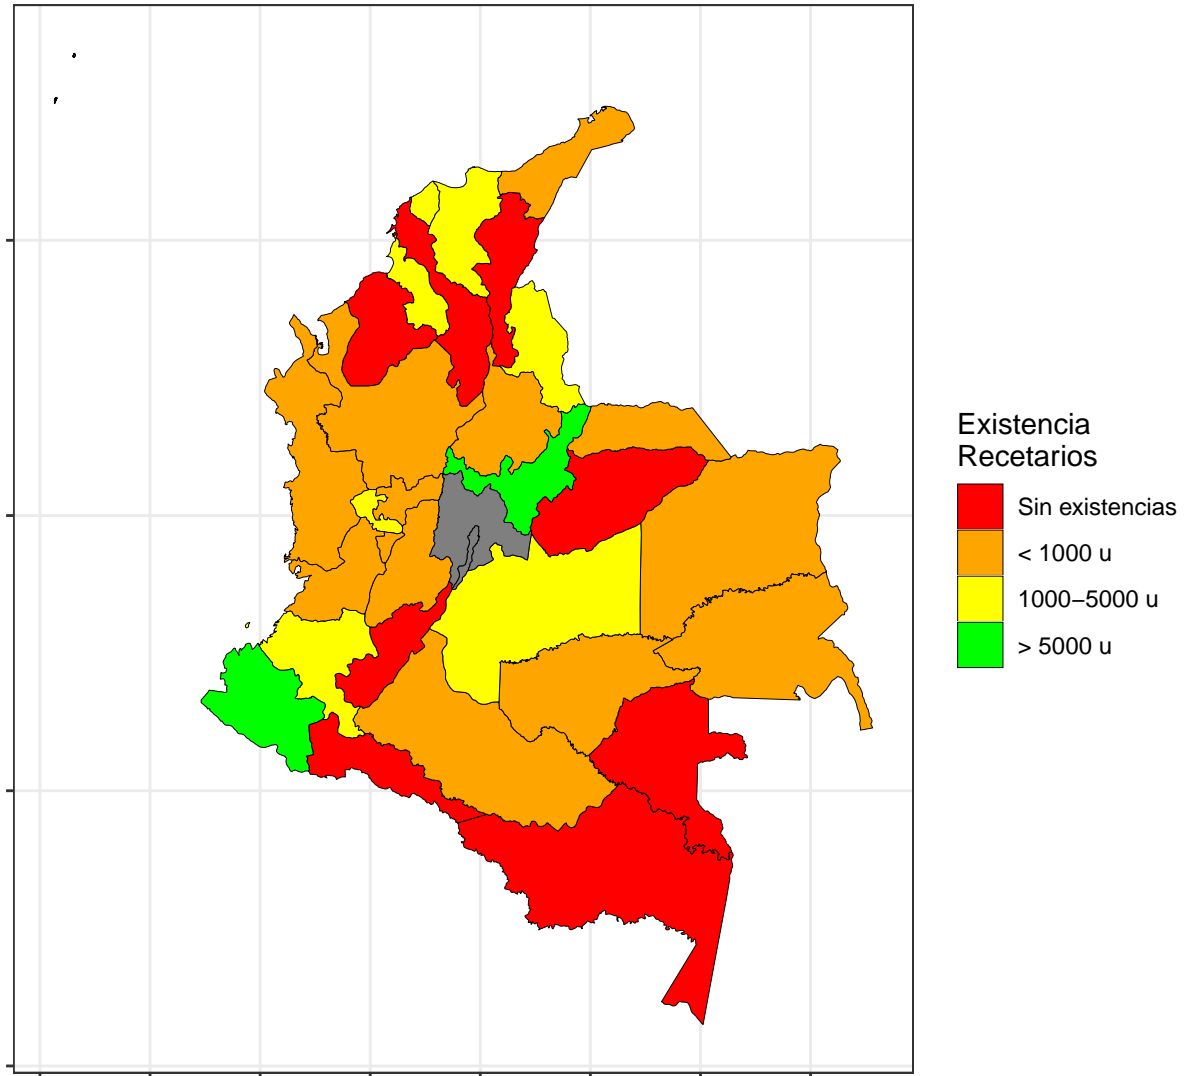 Existencia
Recetarios
Sin existencias
< 1000 u
1000–5000 u
> 5000 u